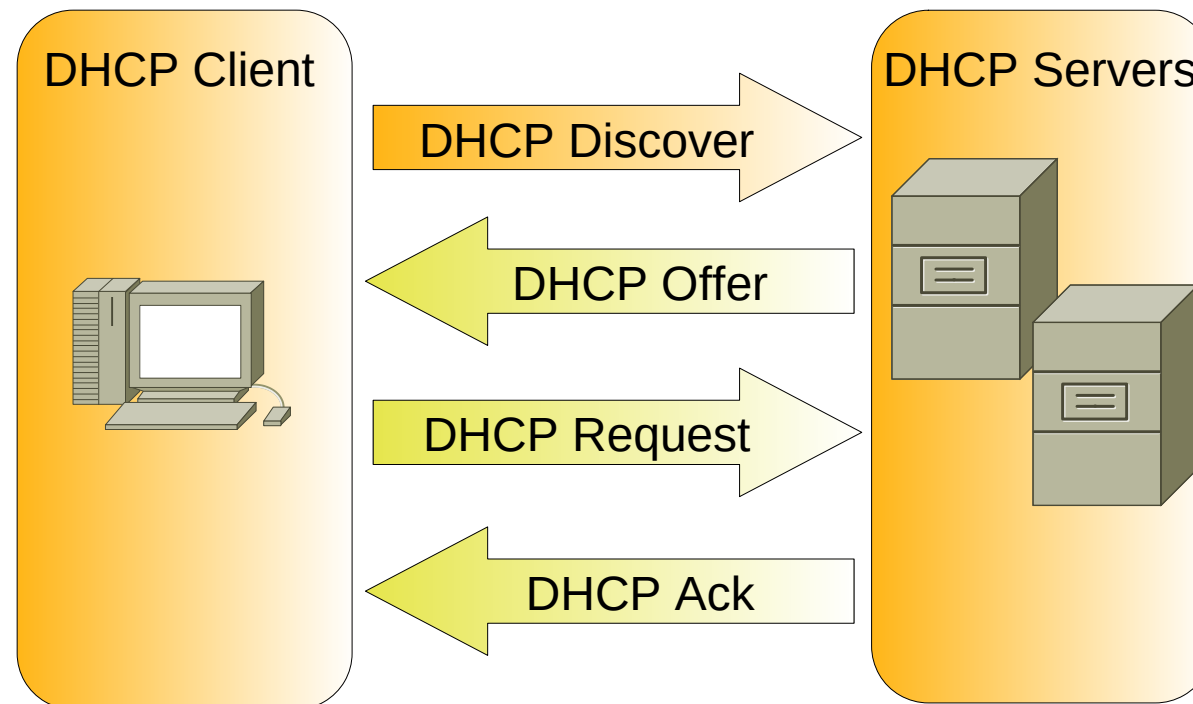 DHCP Client
DHCP Servers
DHCP Discover
DHCP Offer
DHCP Request
DHCP Ack